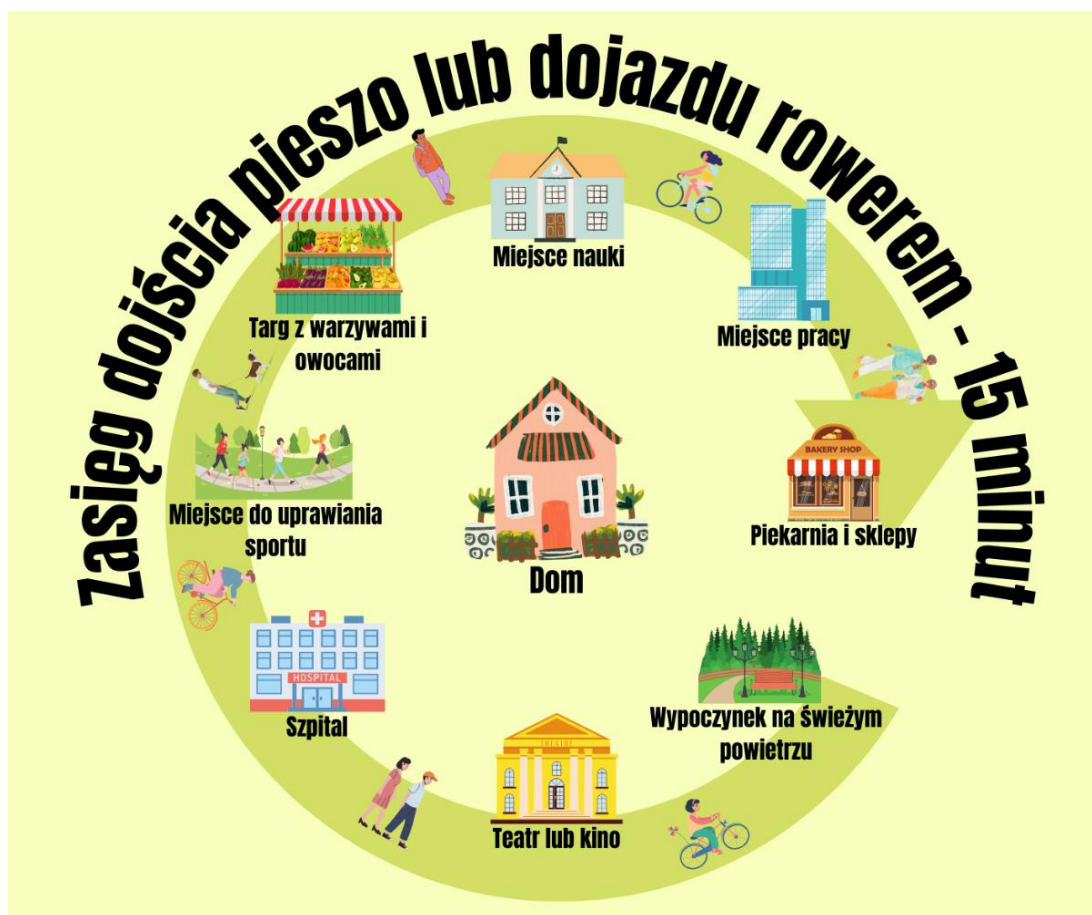 Zasięg dojścia pieszo lub dojazdu rowerem - 15 minut
Miejsce nauki
Targ z warzywami i
owocami
Miejsce pracy
BAKERY SHOP
Miejsce do uprawiania
sportu
Piekarnia i sklepy
Dom
HOSPITAL
Szpital
Wypoczynek na świeżym
powietrzu
THEATRE
Teatr lub kino